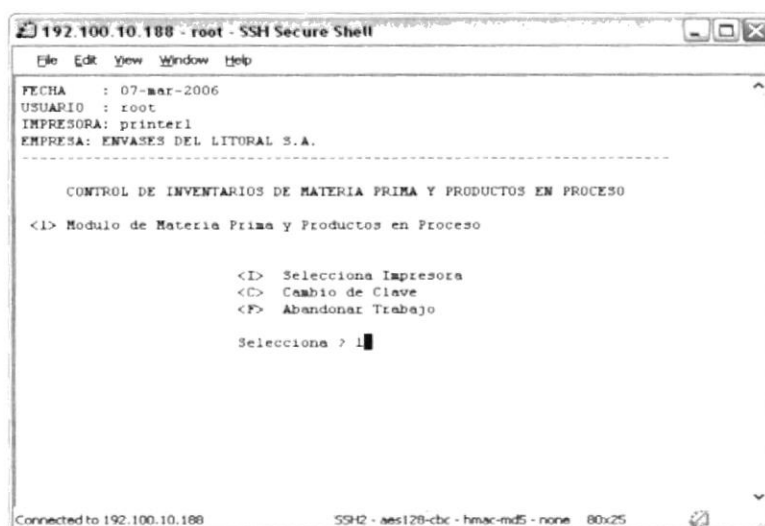 192.100.10.188 - root - SSH Secure Shell
File Edit View Window Help
FECHA : 07-mar-2006
USUARIO : root
IMPRESORA: printer1
EMPRESA: ENVASES DEL LITORAL S.A.
CONTROL DE INVENTARIOS DE MATERIA PRIMA Y PRODUCTOS EN PROCESO
<1> Modulo de Materia Prima y Productos en Proceso
<I> Selecciona Impresora
<C> Cambio de Clave
<F> Abandonar Trabajo
Selecciona > 1
Connected to 192.100.10.188 SSH2 - aes128-cbc - hmac-md5 - none 80x25